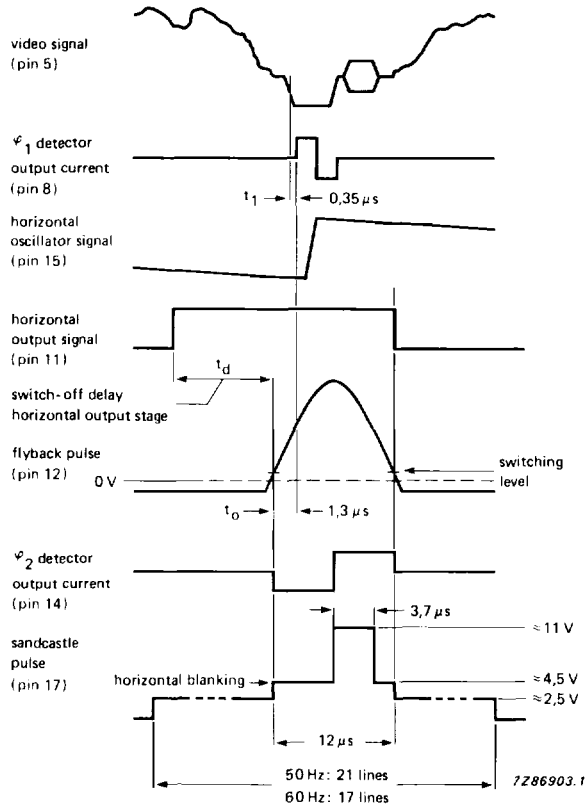 video signal
(pin 5)
φ1 detector
output current
(pin 8)
t1
0,35 μs
horizontal
oscillator signal
(pin 15)
horizontal
output signal
(pin 11)
td
switch-off delay
horizontal output stage
flyback pulse
(pin 12)
0 V
switching
level
to
1,3 μs
φ2 detector
output current
(pin 14)
3,7 μs
sandcastle
pulse
(pin 17)
≈ 11 V
horizontal blanking
≈ 4,5 V
≈ 2,5 V
12 μs
50 Hz: 21 lines
60 Hz: 17 lines
7Z86903.1